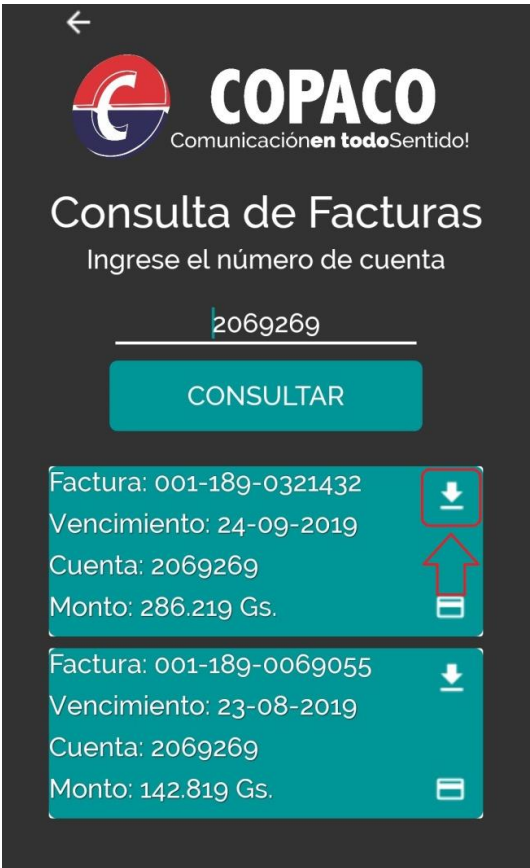 COPACO
Comunicaciónen todoSentido!
Consulta de Facturas
Ingrese el número de cuenta
2069269
CONSULTAR
Factura: 001-189-0321432
Vencimiento: 24-09-2019
Cuenta: 2069269
Monto: 286.219 Gs.
Factura: 001-189-0069055
Vencimiento: 23-08-2019
Cuenta: 2069269
Monto: 142.819 Gs.